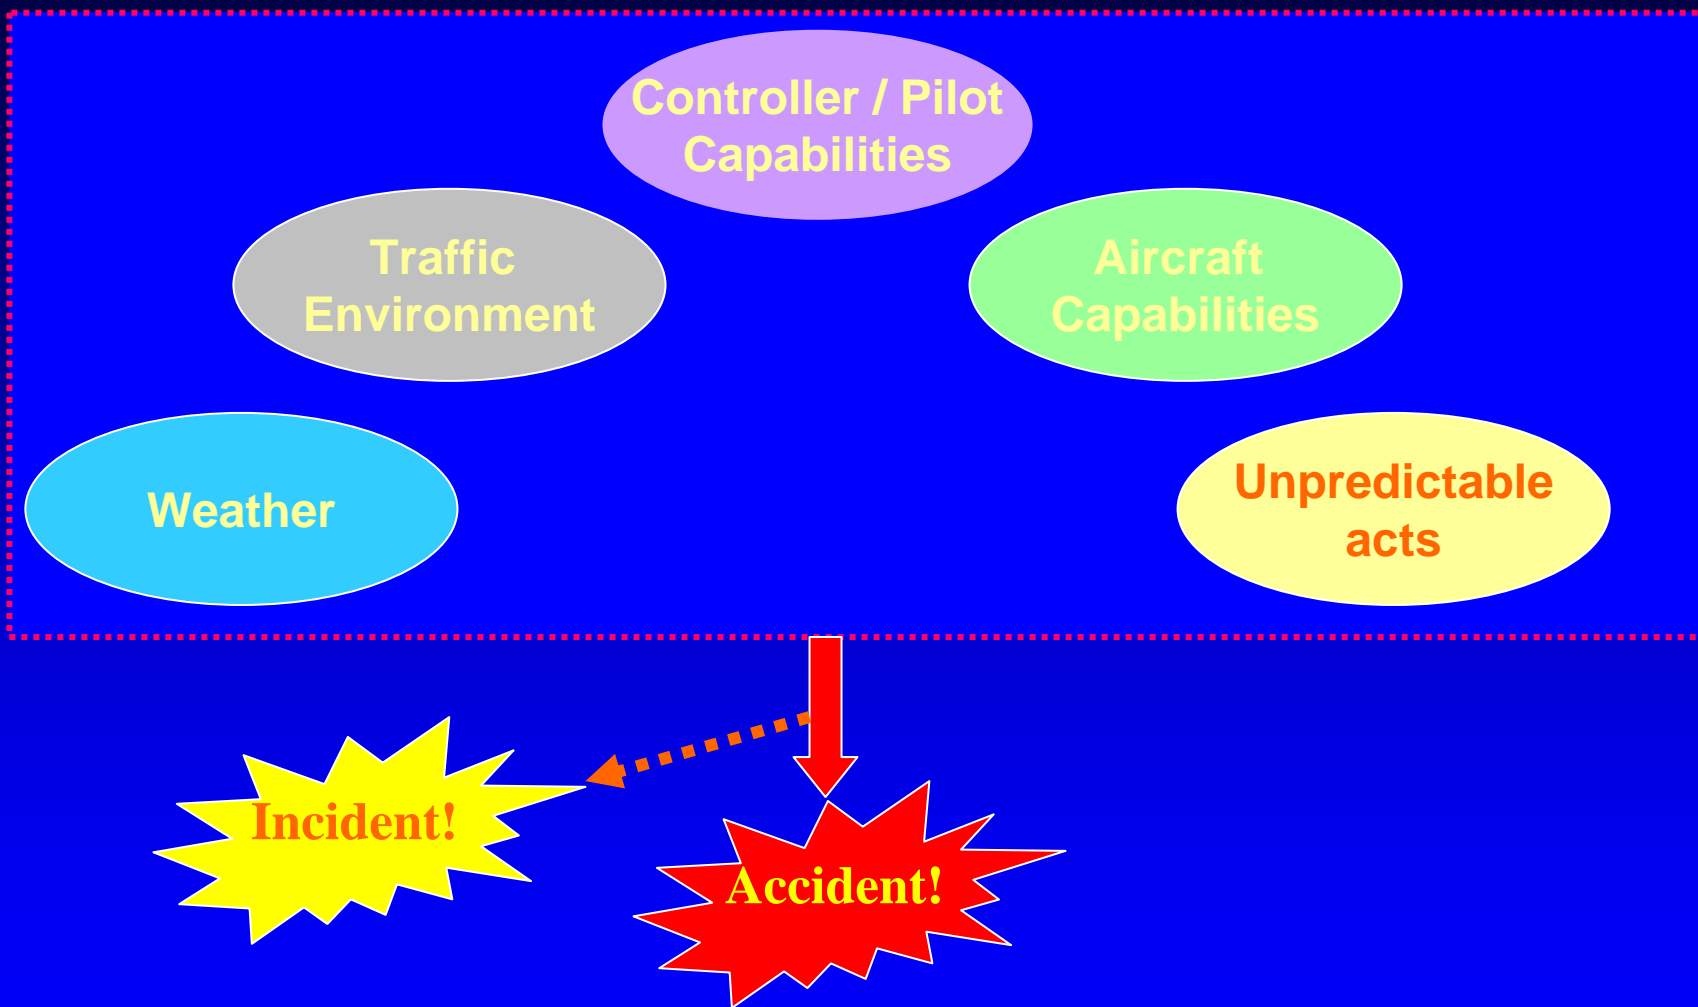 Controller / Pilot
Capabilities
Traffic
Environment
Aircraft
Capabilities
Weather
Unpredictable
acts
Incident!
Accident!